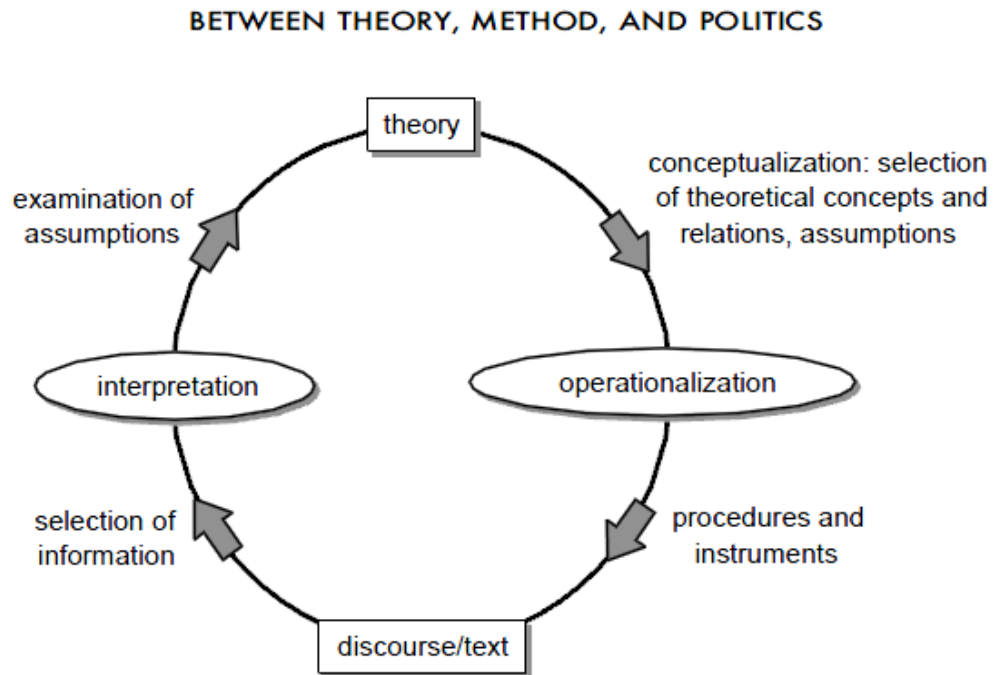 BETWEEN THEORY, METHOD, AND POLITICS
theory
conceptualization: selection
of theoretical concepts and
relations, assumptions
examination of
assumptions
interpretation
operationalization
selection of
information
procedures and
instruments
discourse/text